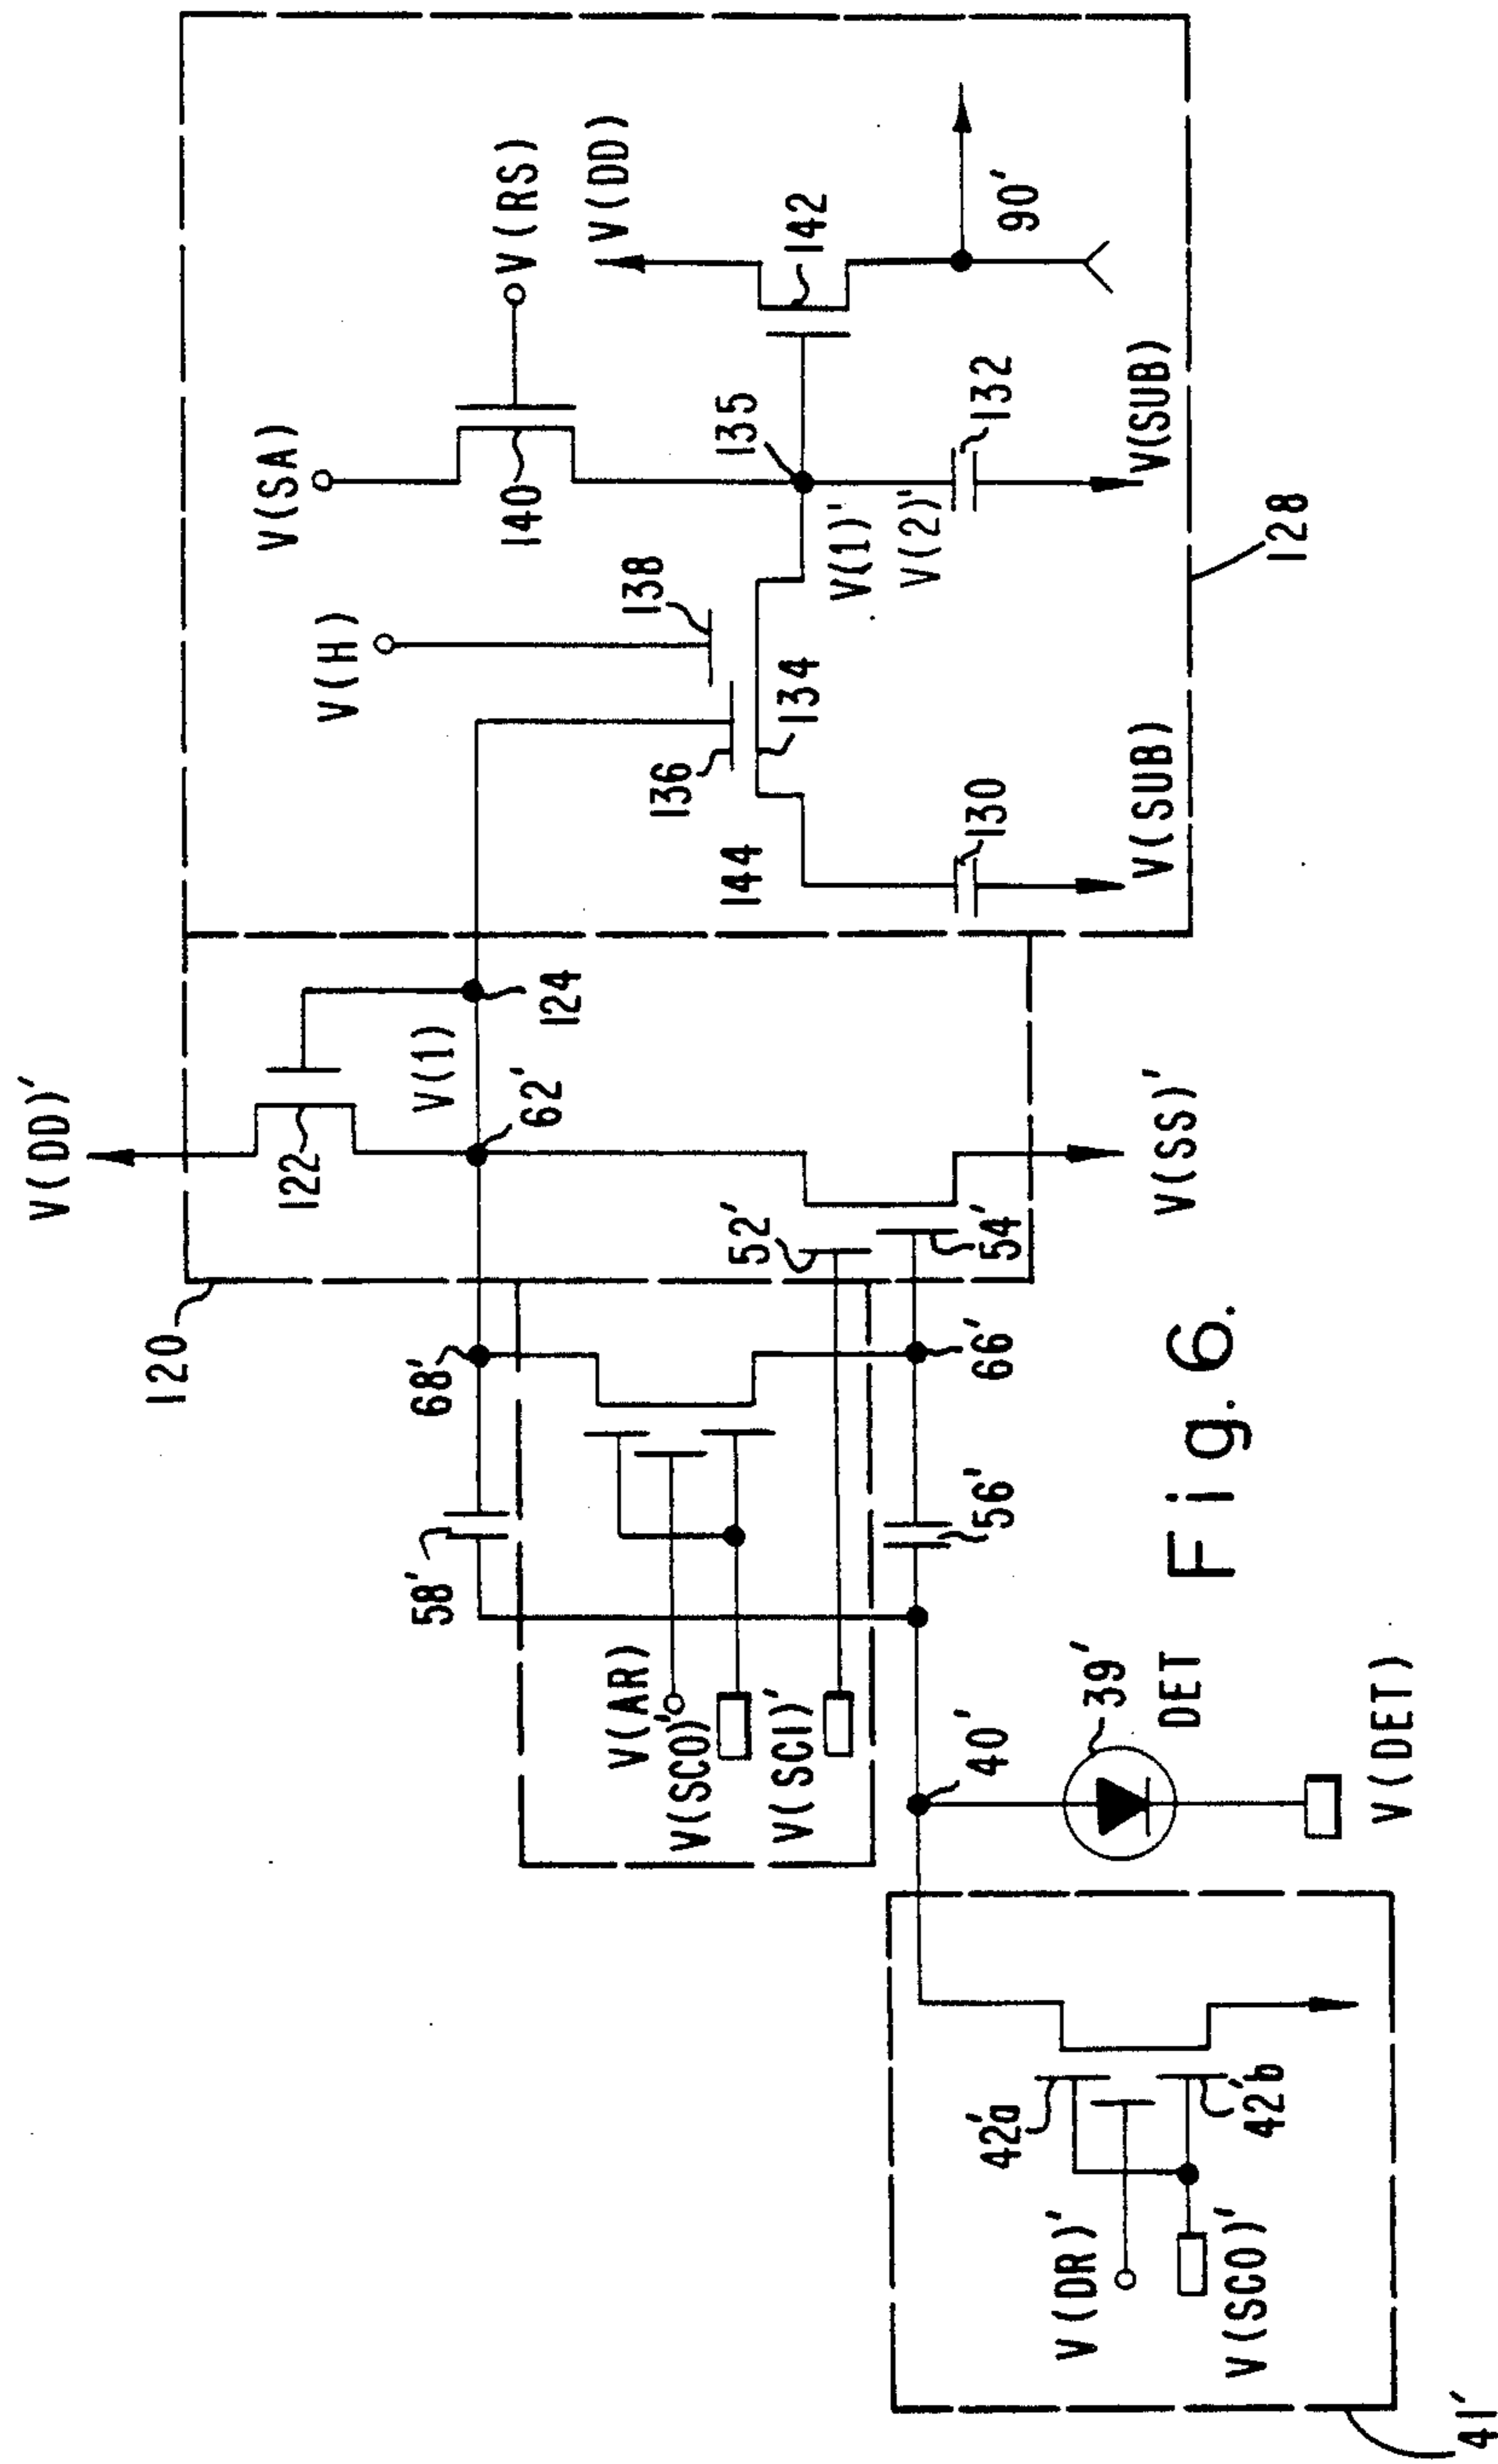 V(DD)'
120
122
V(1)
124
62'
68'
58'
52'
54'
V(SS)'
66'
56'
V(AR)'
V(SCO)'
V(SCI)'
40'
39'
DET
V(DET)
42'a
42'b
V(DR)'
V(SCO)'
41'
V(H)
V(SA)
V(RS)
V(DD)
136
138
134
140
142
135
V(1)'
V(2)'
132
V(SUB)
144
130
V(SUB)
90'
128
Fig. 6.